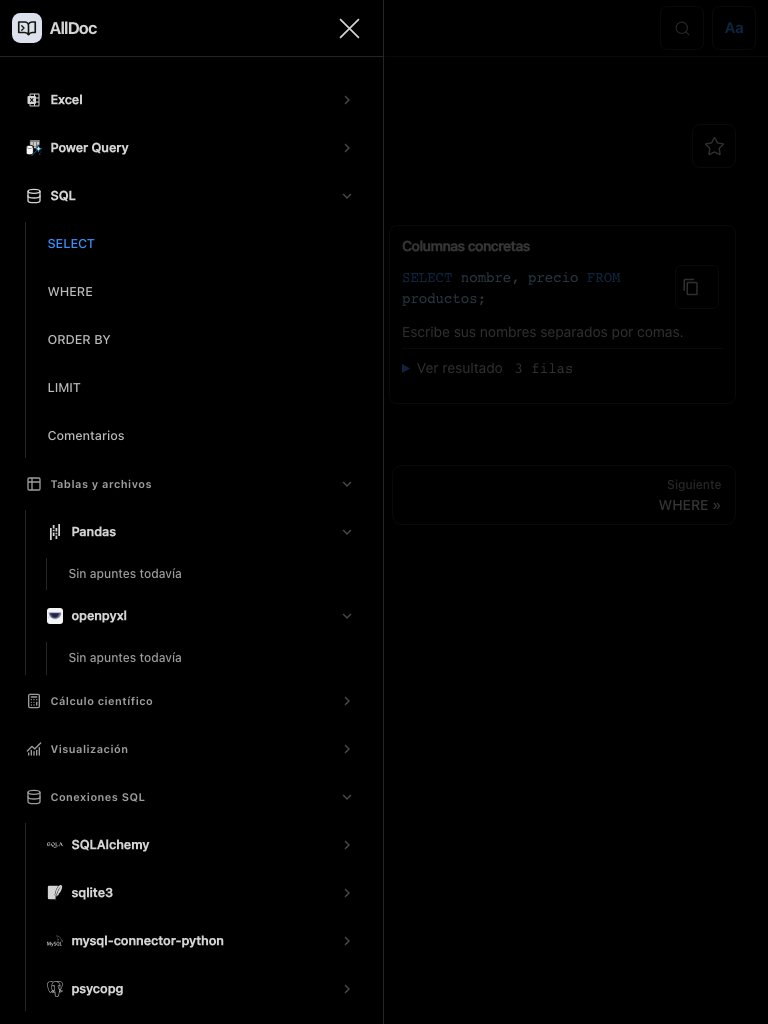 AllDoc
Aa
Excel
Power Query
SQL
SELECT
WHERE
ORDER BY
LIMIT
Comentarios
Tablas y archivos
Pandas
Sin apuntes todavía
openpyxl
Sin apuntes todavía
Cálculo científico
Visualización
Conexiones SQL
SQLAlchemy
sqlite3
MySQL
mysql-connector-python
psycopg
Columnas concretas
SELECT nombre, precio FROM
productos;
Escribe sus nombres separados por comas.
Ver resultado 3 filas
Siguiente
WHERE »